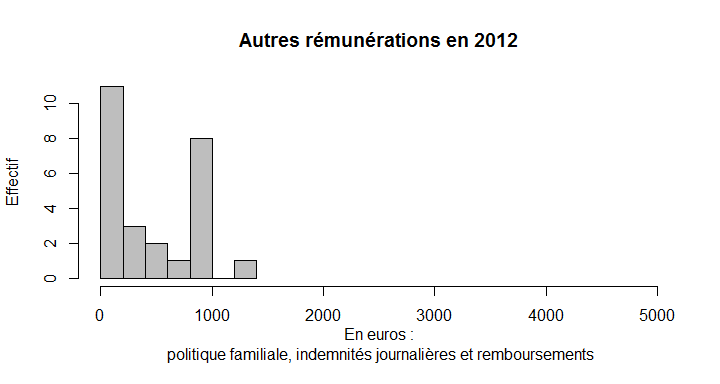 Autres rémunérations en 2012
Effectif
10
8
6
4
2
0
0 1000 2000 3000 4000 5000
En euros :
politique familiale, indemnités journalières et remboursements